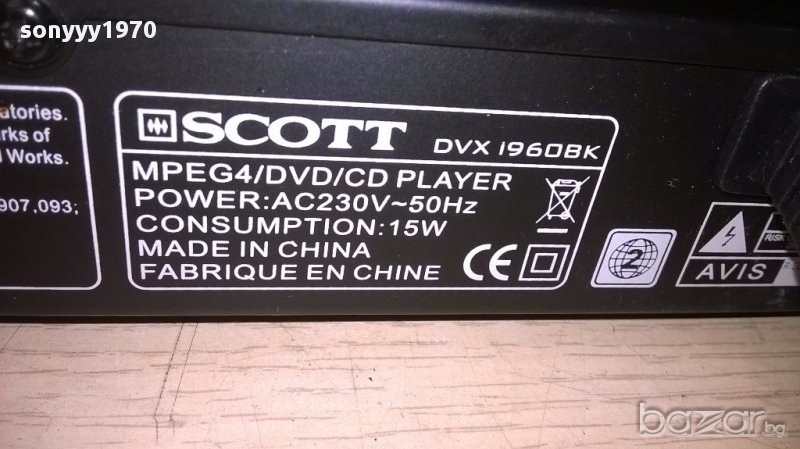 sonyyy1970
atories.
rks of
Works.
907,093;
SCOTT DVX i960BK
MPEG4/DVD/CD PLAYER
POWER:AC230V~50Hz
CONSUMPTION:15W
MADE IN CHINA
FABRIQUE EN CHINE
CE
2
AVIS
bazar.bg